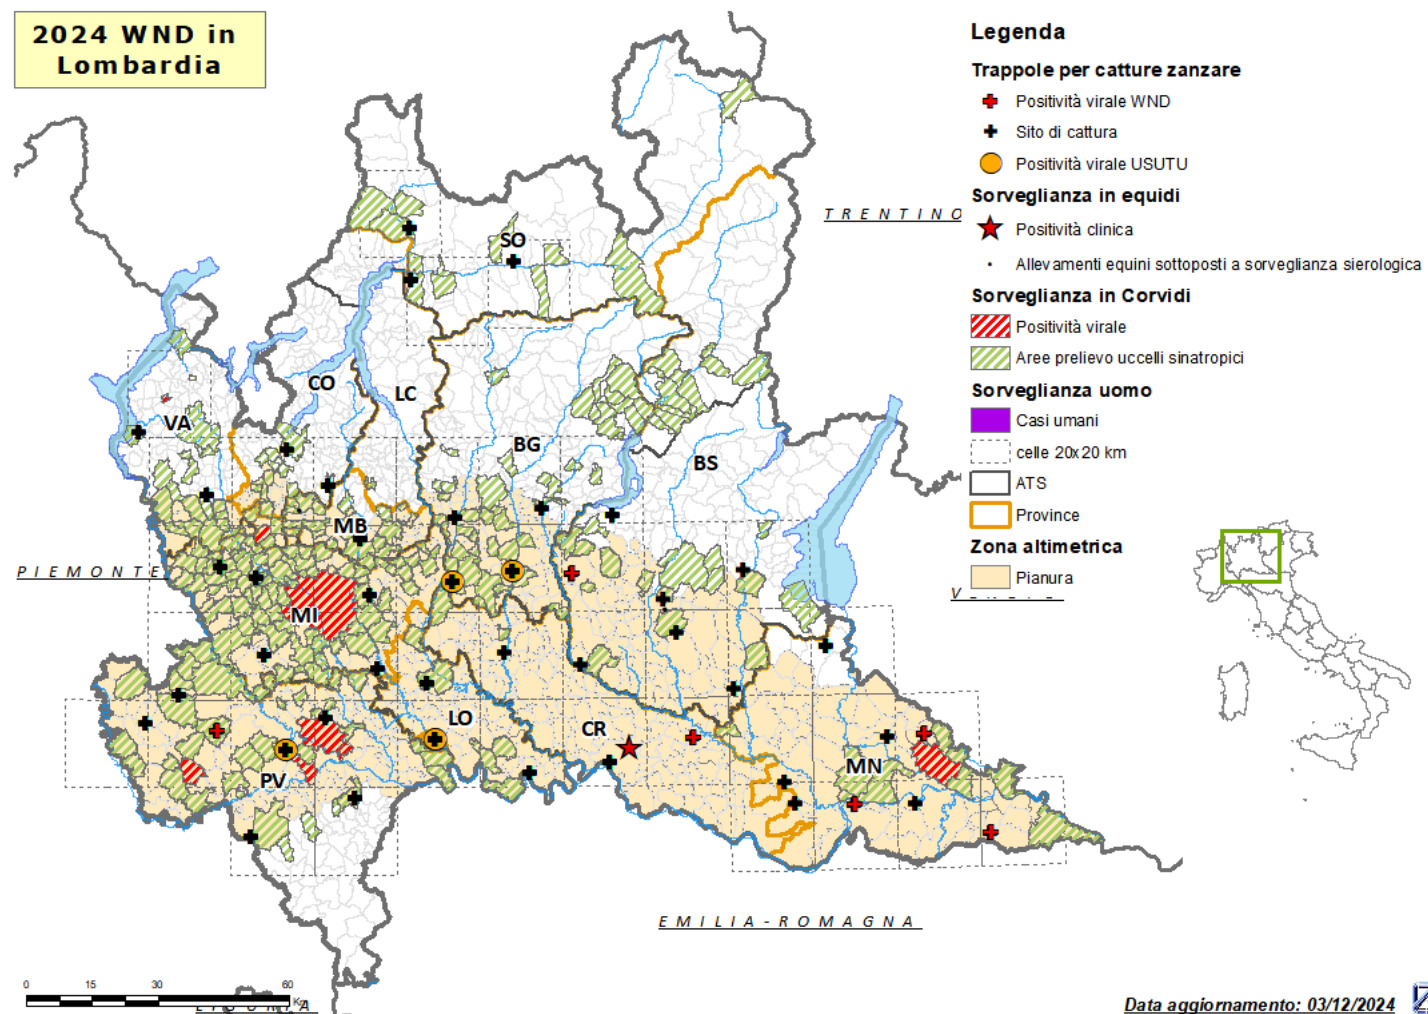 2024 WND in
Lombardia
Legenda
Trappole per catture zanzare
Positività virale WND
Sito di cattura
Positività virale USUTU
Sorveglianza in equidi
Positività clinica
Allevamenti equini sottoposti a sorveglianza sierologica
Sorveglianza in Corvidi
Positività virale
Aree prelievo uccelli sinatropici
Sorveglianza uomo
Casi umani
celle 20x20 km
ATS
Province
Zona altimetrica
Pianura
TRENTINO
SO
CO
LC
VA
BG
BS
MB
PIEMONTE
MI
LO
CR
PV
MN
EMILIA-ROMAGNA
0 15 30 60
Km
LIGURIA
Data aggiornamento: 03/12/2024